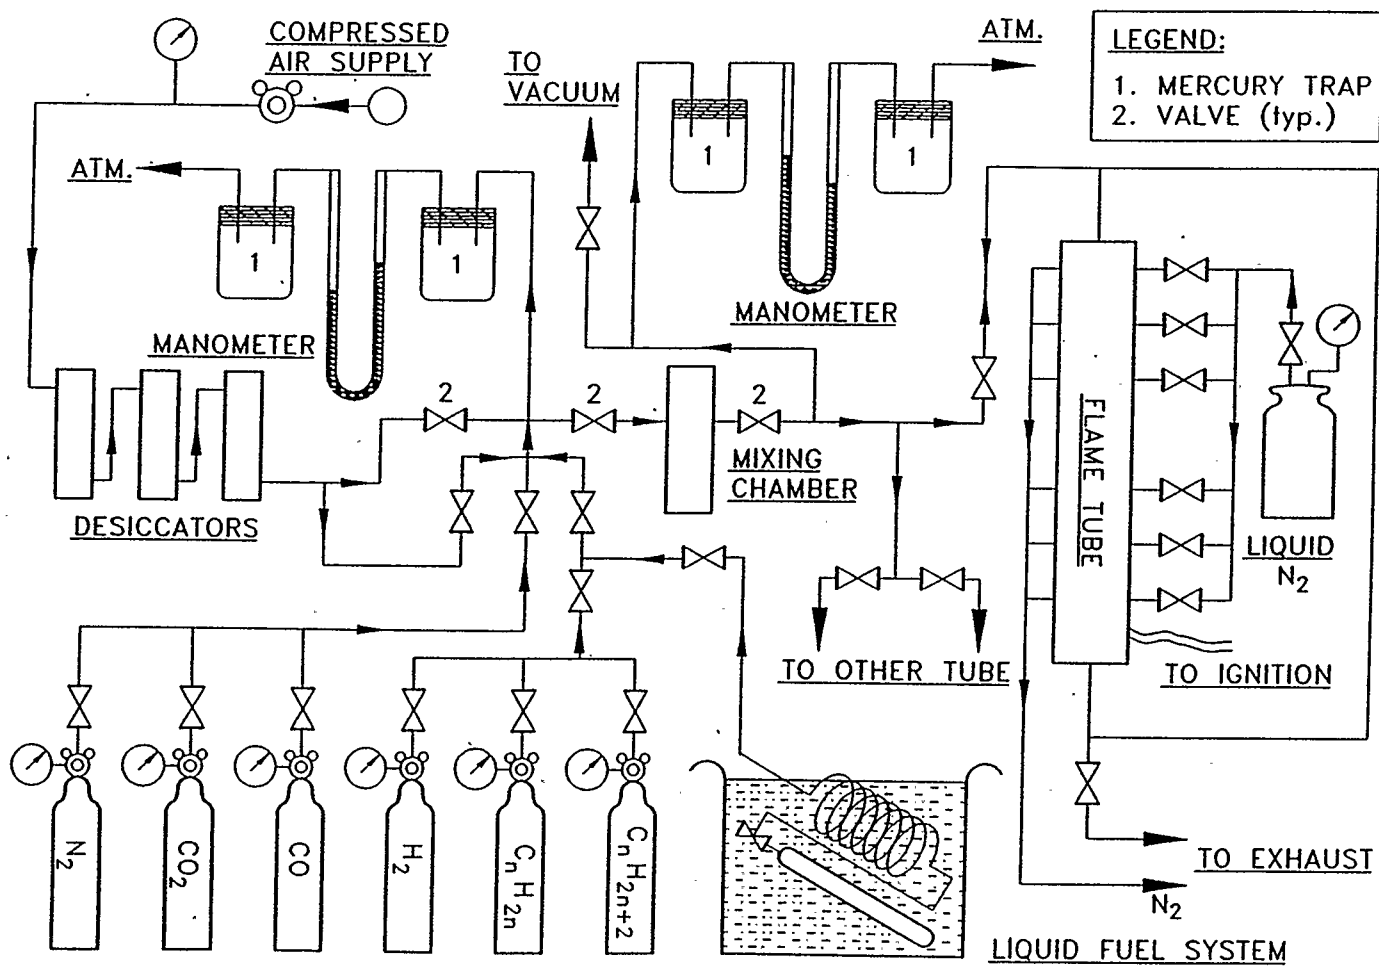 COMPRESSED
AIR SUPPLY
TO
VACUUM
ATM.
LEGEND:
1. MERCURY TRAP
2. VALVE (typ.)
ATM.
1
1
1
1
MANOMETER
MANOMETER
2
2
2
MIXING
CHAMBER
DESICCATORS
FLAME TUBE
LIQUID
N2
TO OTHER TUBE
TO IGNITION
N2
CO2
CO
H2
CnH2n
CnH2n+2
TO EXHAUST
N2
LIQUID FUEL SYSTEM